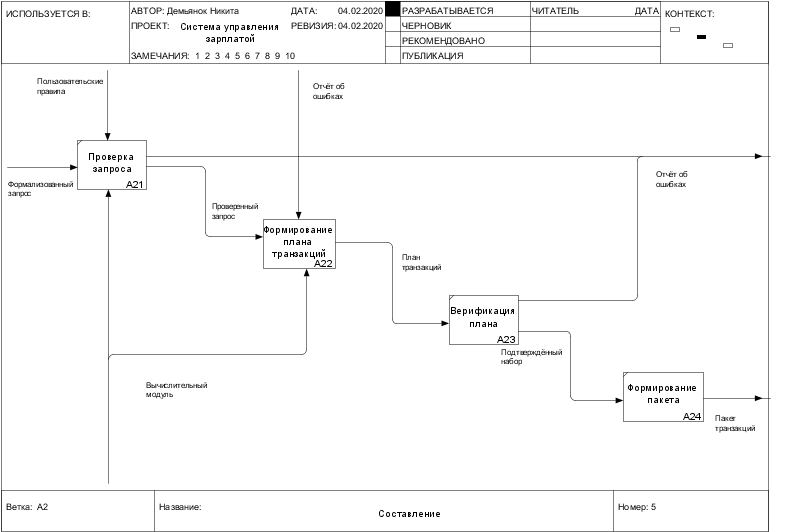 ИСПОЛЬЗУЕТСЯ В:
АВТОР: Демьянок Никита
ДАТА: 04.02.2020
ПРОЕКТ: Система управления
зарплатой
РЕВИЗИЯ: 04.02.2020
ЗАМЕЧАНИЯ: 1 2 3 4 5 6 7 8 9 10
РАЗРАБАТЫВАЕТСЯ
ЧЕРНОВИК
РЕКОМЕНДОВАНО
ПУБЛИКАЦИЯ
ЧИТАТЕЛЬ ДАТА
КОНТЕКСТ:
Пользовательские
правила
Отчёт об
ошибках
Проверка
запроса
A21
Формализованный
запрос
Отчёт об
ошибках
Проверенный
запрос
Формирование
плана
транзакций
A22
План
транзакций
Верификация
плана
A23
Подтверждённый
набор
Вычислительный
модуль
Формирование
пакета
A24
Пакет
транзакций
Ветка: A2
Название:
Составление
Номер: 5